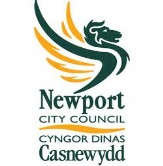 Newport
CITY COUNCIL
CYNGOR DINAS
Casnewydd